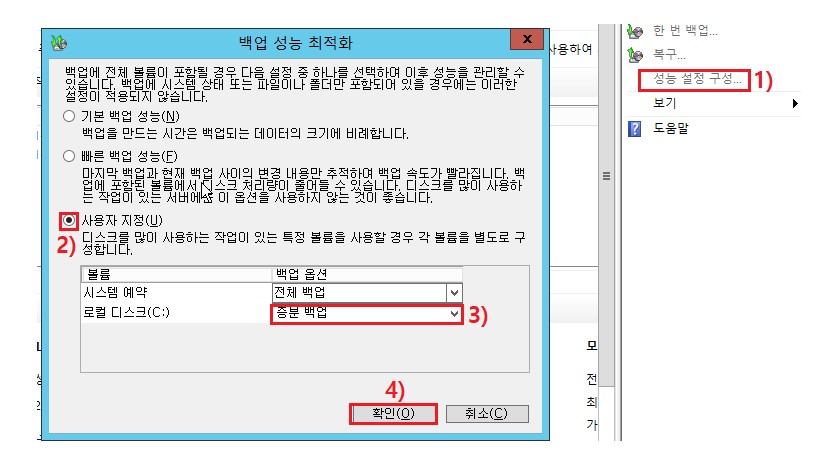 백업 성능 최적화
x
백업에 전체 볼륨이 포함될 경우 다음 설정 중 하나를 선택하여 이후 성능을 관리할 수
있습니다. 백업에 시스템 상태 또는 파일이나 폴더만 포함되어 있을 경우에는 이러한
설정이 적용되지 않습니다.
기본 백업 성능(N)
백업을 만드는 시간은 백업되는 데이터의 크기에 비례합니다.
빠른 백업 성능(F)
마지막 백업과 현재 백업 사이의 변경 내용만 추적하여 백업 속도가 빨라집니다. 백
업에 포함된 볼륨에서 스크 처리량이 줄어들 수 있습니다. 디스크를 많이 사용하
는 작업이 있는 서버에 이 옵션을 사용하지 않는 것이 좋습니다.
사용자 지정(U)
2)
디스크를 많이 사용하는 작업이 있는 특정 볼륨을 사용할 경우 각 볼륨을 별도로 구
성합니다.
볼륨 백업 옵션
시스템 예약 전체 백업
로컬 디스크(C:) 증분 백업 3)
4)
확인(O) 취소(C)
사용하여
모
전
최
가
한 번 백업...
복구...
성능 설정 구성... 1)
보기
도움말